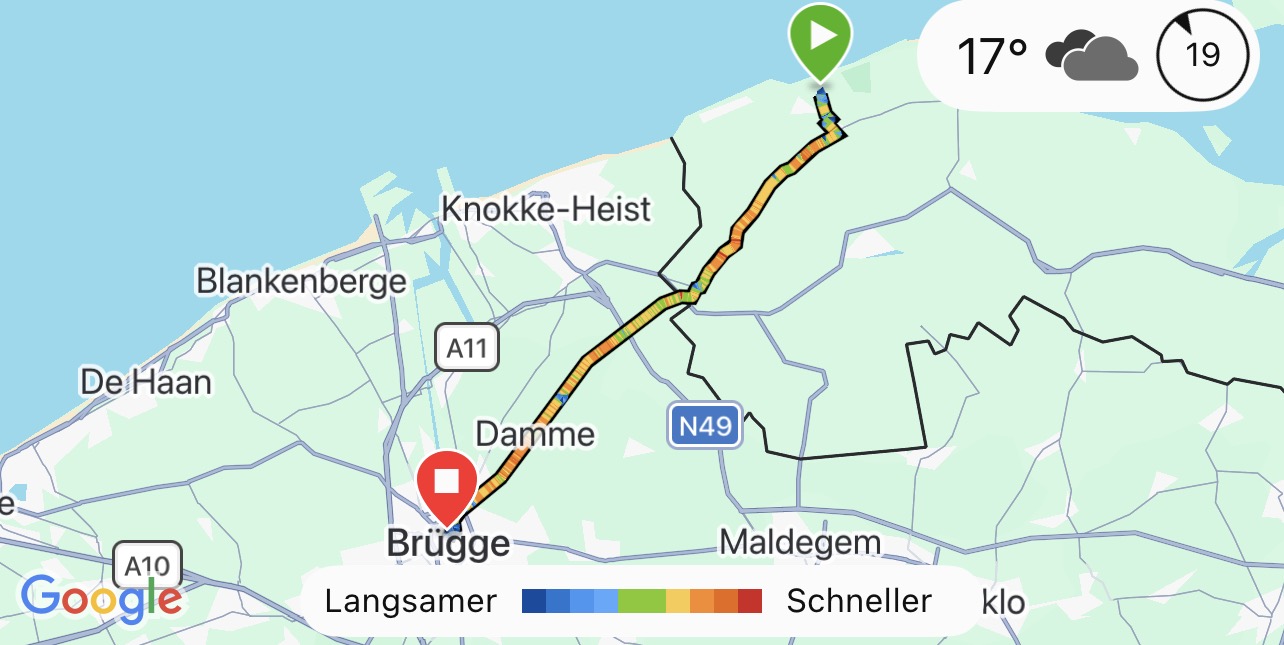 17°
19
Knokke-Heist
Blankenberge
A11
De Haan
N49
Damme
e
Brügge
Maldegem
A10
Google
Langsamer
Schneller
klo